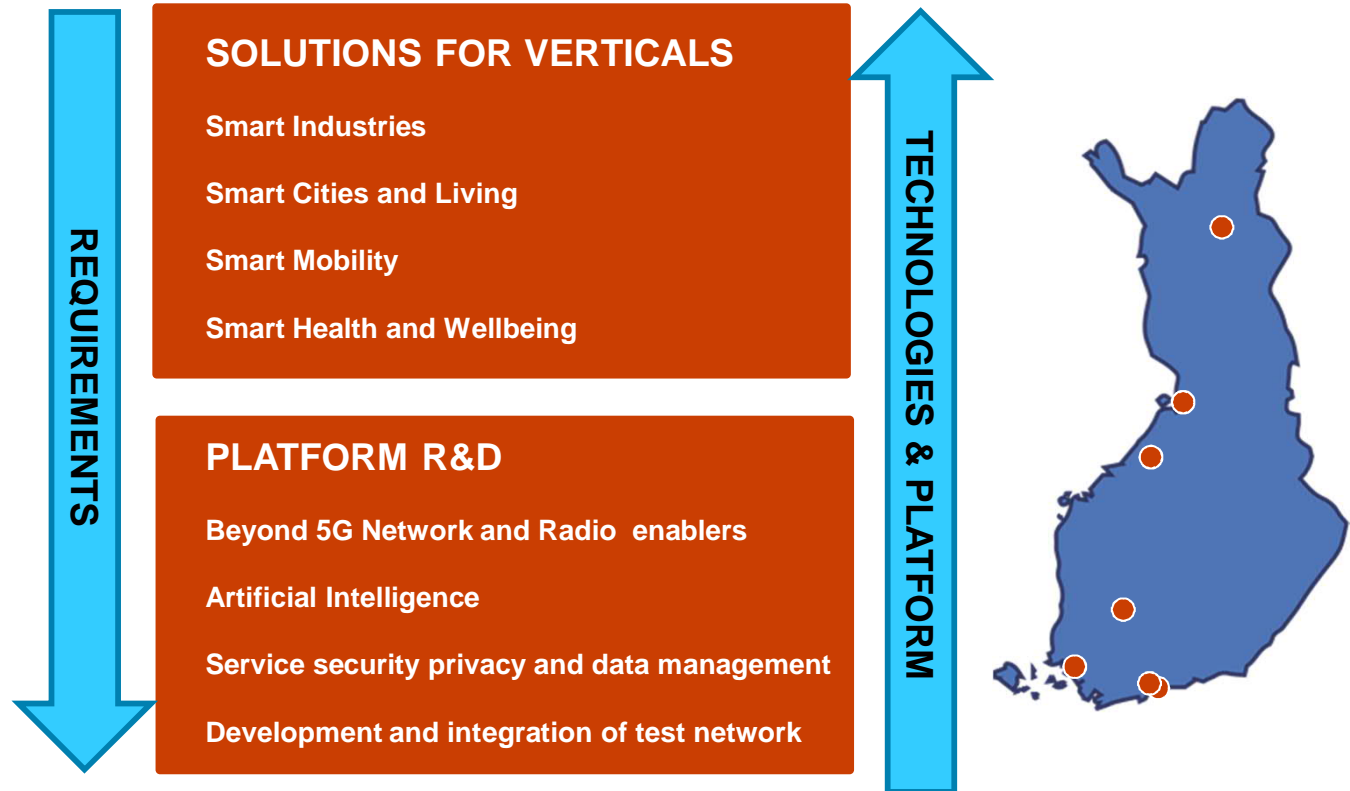 REQUIREMENTS
SOLUTIONS FOR VERTICALS
Smart Industries
Smart Cities and Living
Smart Mobility
Smart Health and Wellbeing
PLATFORM R&D
Beyond 5G Network and Radio enablers
Artificial Intelligence
Service security privacy and data management
Development and integration of test network
TECHNOLOGIES & PLATFORM